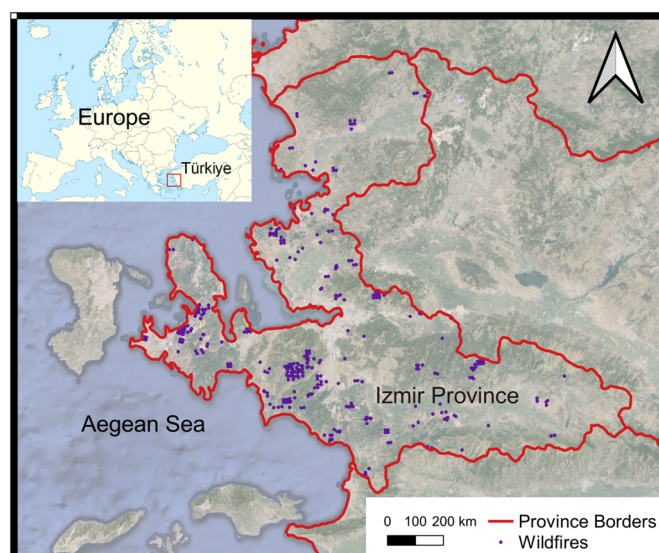 Europe
Türkiye
Izmir Province
Aegean Sea
0 100 200 km
Province Borders
Wildfires